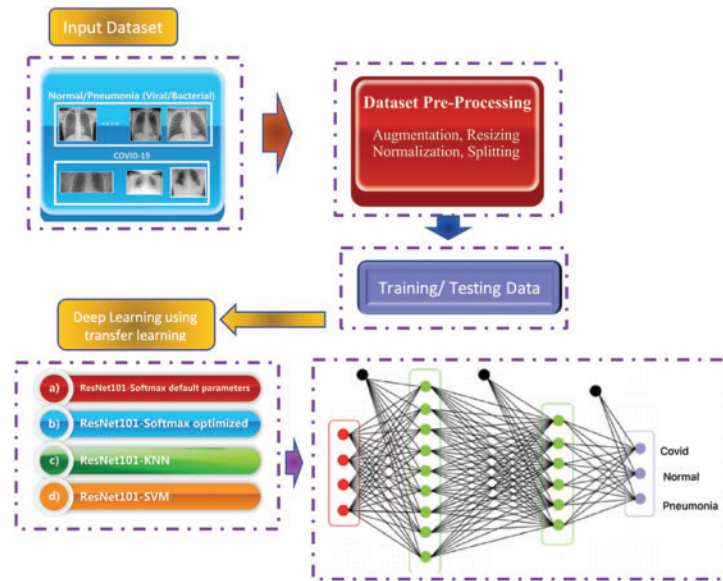 Input Dataset
Normal/Pneumonia (Viral/Bacterial)
....
COVID-19
Dataset Pre-Processing
Augmentation, Resizing
Normalization, Splitting
Training/ Testing Data
Deep Learning using
transfer learning
a) ResNet101-Softmax default parameters
b) ResNet101-Softmax optimized
c) ResNet101-KNN
d) ResNet101-SVM
Covid
Normal
Pneumonia